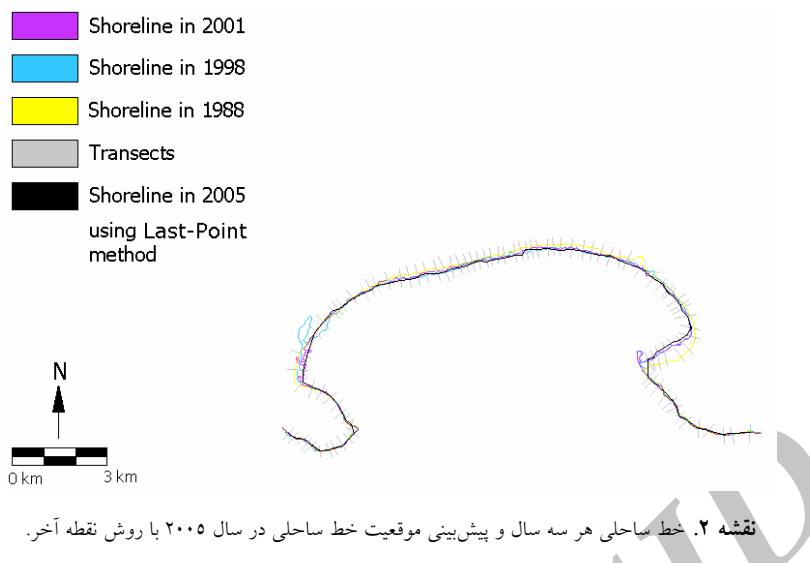 Shoreline in 2001
Shoreline in 1998
Shoreline in 1988
Transects
Shoreline in 2005
using Last-Point
method
N
0 km 3 km
نقشه ۲. خط ساحلی هر سه سال و پیش‌بینی موقعیت خط ساحلی در سال ۲۰۰۵ با روش نقطه آخر.